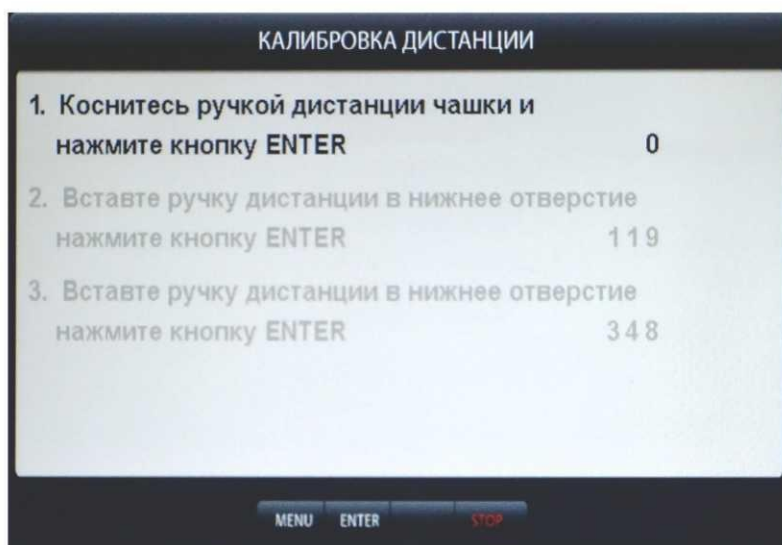 КАЛИБРОВКА ДИСТАНЦИИ
1. Коснитесь ручкой дистанции чашки и
нажмите кнопку ENTER 0
2. Вставте ручку дистанции в нижнее отверстие
нажмите кнопку ENTER 119
3. Вставте ручку дистанции в нижнее отверстие
нажмите кнопку ENTER 348
MENU ENTER STOP